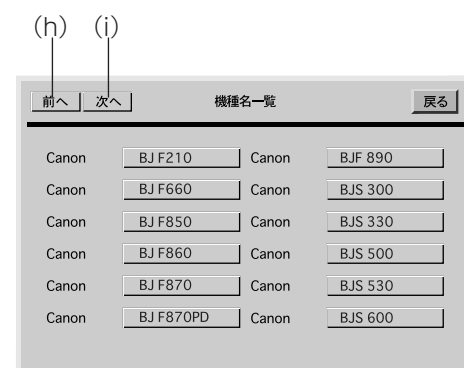 (h) (i)
前へ 次へ 機種名一覧 戻る
Canon BJ F210 Canon BJF 890
Canon BJ F660 Canon BJS 300
Canon BJ F850 Canon BJS 330
Canon BJ F860 Canon BJS 500
Canon BJ F870 Canon BJS 530
Canon BJ F870PD Canon BJS 600